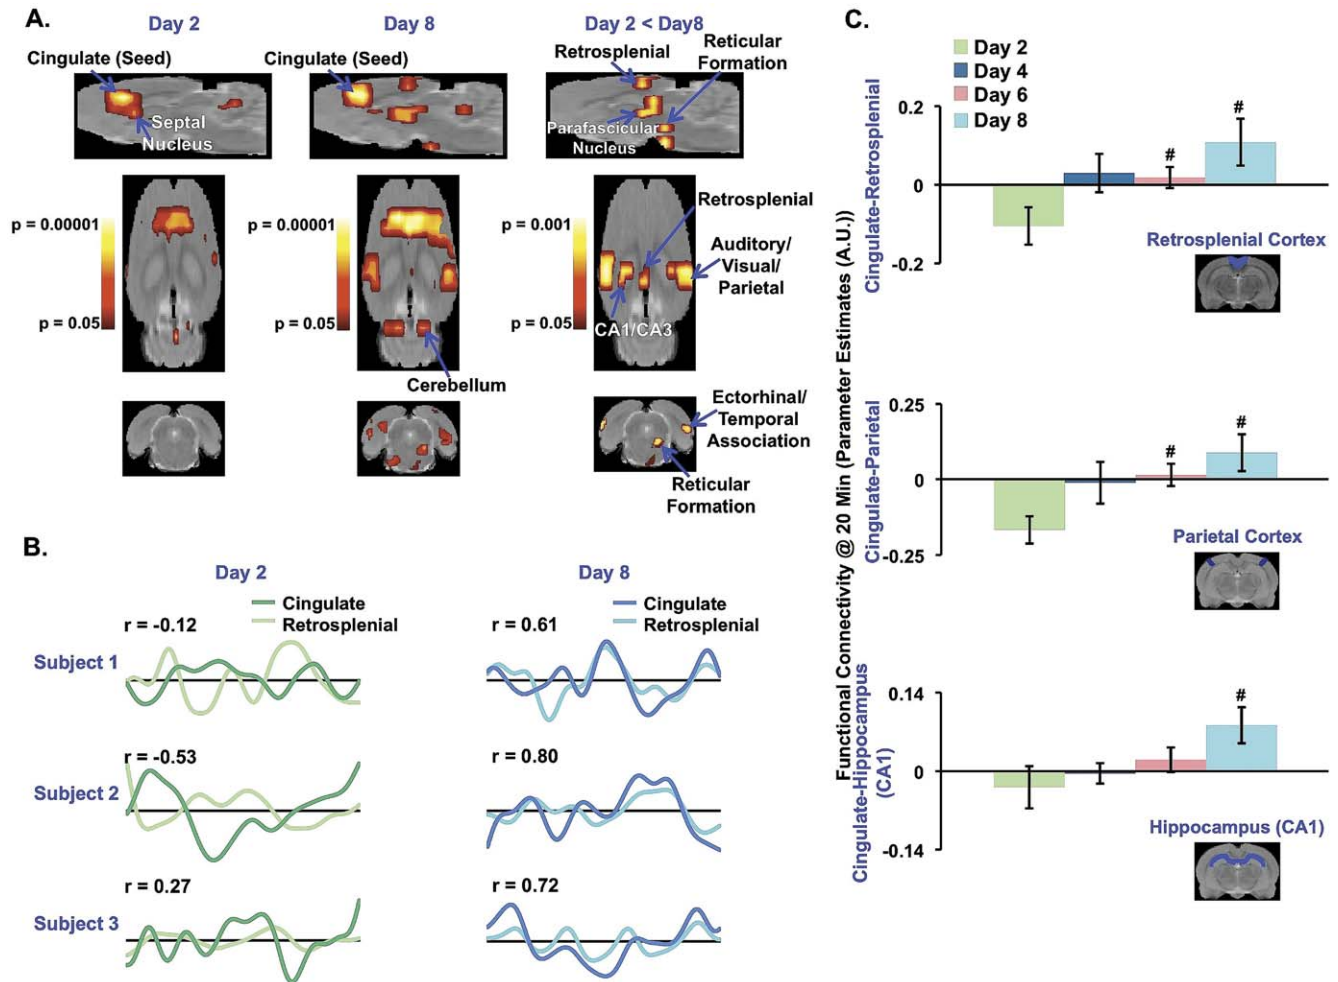 A.
Day 2
Day 8
Day 2 < Day8
Cingulate (Seed)
Septal
Nucleus
Cingulate (Seed)
Retrosplenial
Reticular
Formation
Parafascicular
Nucleus
p = 0.00001
p = 0.05
p = 0.00001
p = 0.05
Cerebellum
p = 0.001
p = 0.05
Retrosplenial
Auditory/
Visual/
Parietal
CA1/CA3
Ectorhinal/
Temporal
Association
Reticular
Formation
B.
Day 2
Cingulate
Retrosplenial
Day 8
Cingulate
Retrosplenial
Subject 1
r = -0.12
r = 0.61
Subject 2
r = -0.53
r = 0.80
Subject 3
r = 0.27
r = 0.72
C.
Day 2
Day 4
Day 6
Day 8
Functional Connectivity @ 20 Min (Parameter Estimates (A.U.))
Cingulate-Retrosplenial
0.2
0
-0.2
#
#
Retrosplenial Cortex
Cingulate-Parietal
0.25
0
-0.25
#
#
Parietal Cortex
Cingulate-Hippocampus
(CA1)
0.14
0
-0.14
#
Hippocampus (CA1)